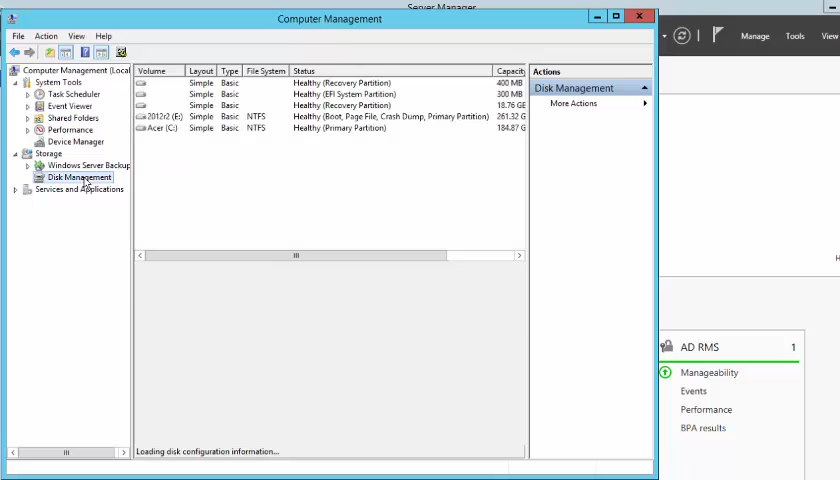 Server Manager
Computer Management
File Action View Help
Manage Tools View
Computer Management (Local
System Tools
Task Scheduler
Event Viewer
Shared Folders
Performance
Device Manager
Storage
Windows Server Backup
Disk Management
Services and Applications
Volume Layout Type File System Status Capacity
Simple Basic Healthy (Recovery Partition) 400 MB
Simple Basic Healthy (EFI System Partition) 300 MB
Simple Basic Healthy (Recovery Partition) 18.76 G
2012r2 (E:) Simple Basic NTFS Healthy (Boot, Page File, Crash Dump, Primary Partition) 261.32 G
Acer (C:) Simple Basic NTFS Healthy (Primary Partition) 184.87 G
Loading disk configuration information...
Actions
Disk Management
More Actions
H
AD RMS 1
Manageability
Events
Performance
BPA results